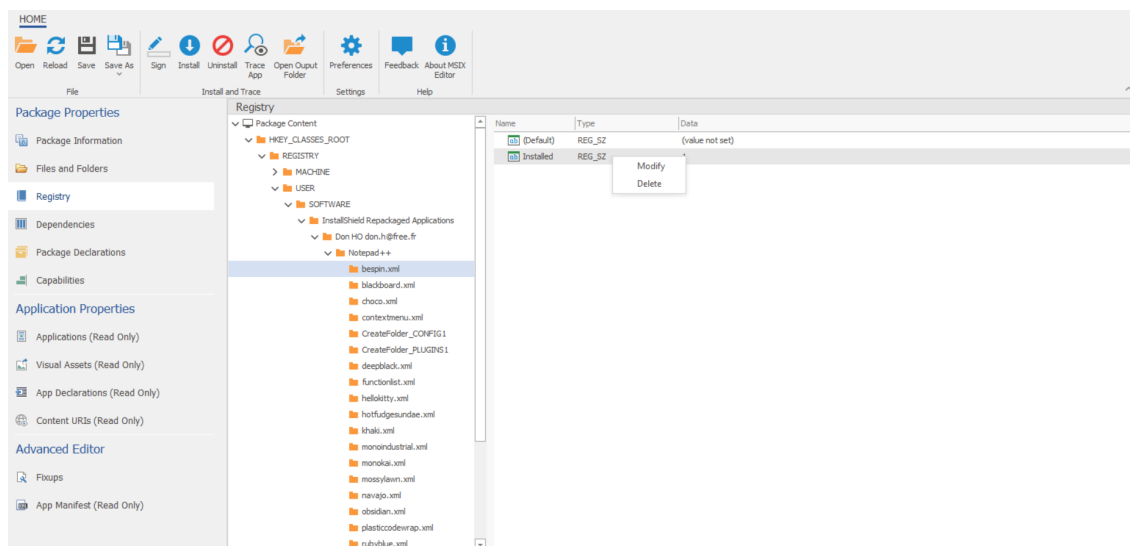 HOME
Open Reload Save Save As Sign Install Uninstall Trace App Open Ouput Folder Preferences Feedback About MSIX Editor
File Install and Trace Settings Help
Package Properties
Package Information
Files and Folders
Registry
Dependencies
Package Declarations
Capabilities
Application Properties
Applications (Read Only)
Visual Assets (Read Only)
App Declarations (Read Only)
Content URIs (Read Only)
Advanced Editor
Fixups
App Manifest (Read Only)
Registry
Package Content
HKEY_CLASSES_ROOT
REGISTRY
MACHINE
USER
SOFTWARE
InstallShield Repackaged Applications
Don HO don.h@free.fr
Notepad++
bespin.xml
blackboard.xml
choco.xml
contextmenu.xml
CreateFolder_CONFIG1
CreateFolder_PLUGINS1
deepblack.xml
functionlist.xml
hellokitty.xml
hotfudgesundae.xml
khaki.xml
monoindustrial.xml
monokai.xml
mossylawn.xml
navajo.xml
obsidian.xml
plasticcodewrap.xml
rubyblue.xml
Name Type Data
ab (Default) REG_SZ (value not set)
ab Installed REG_SZ
Modify
Delete